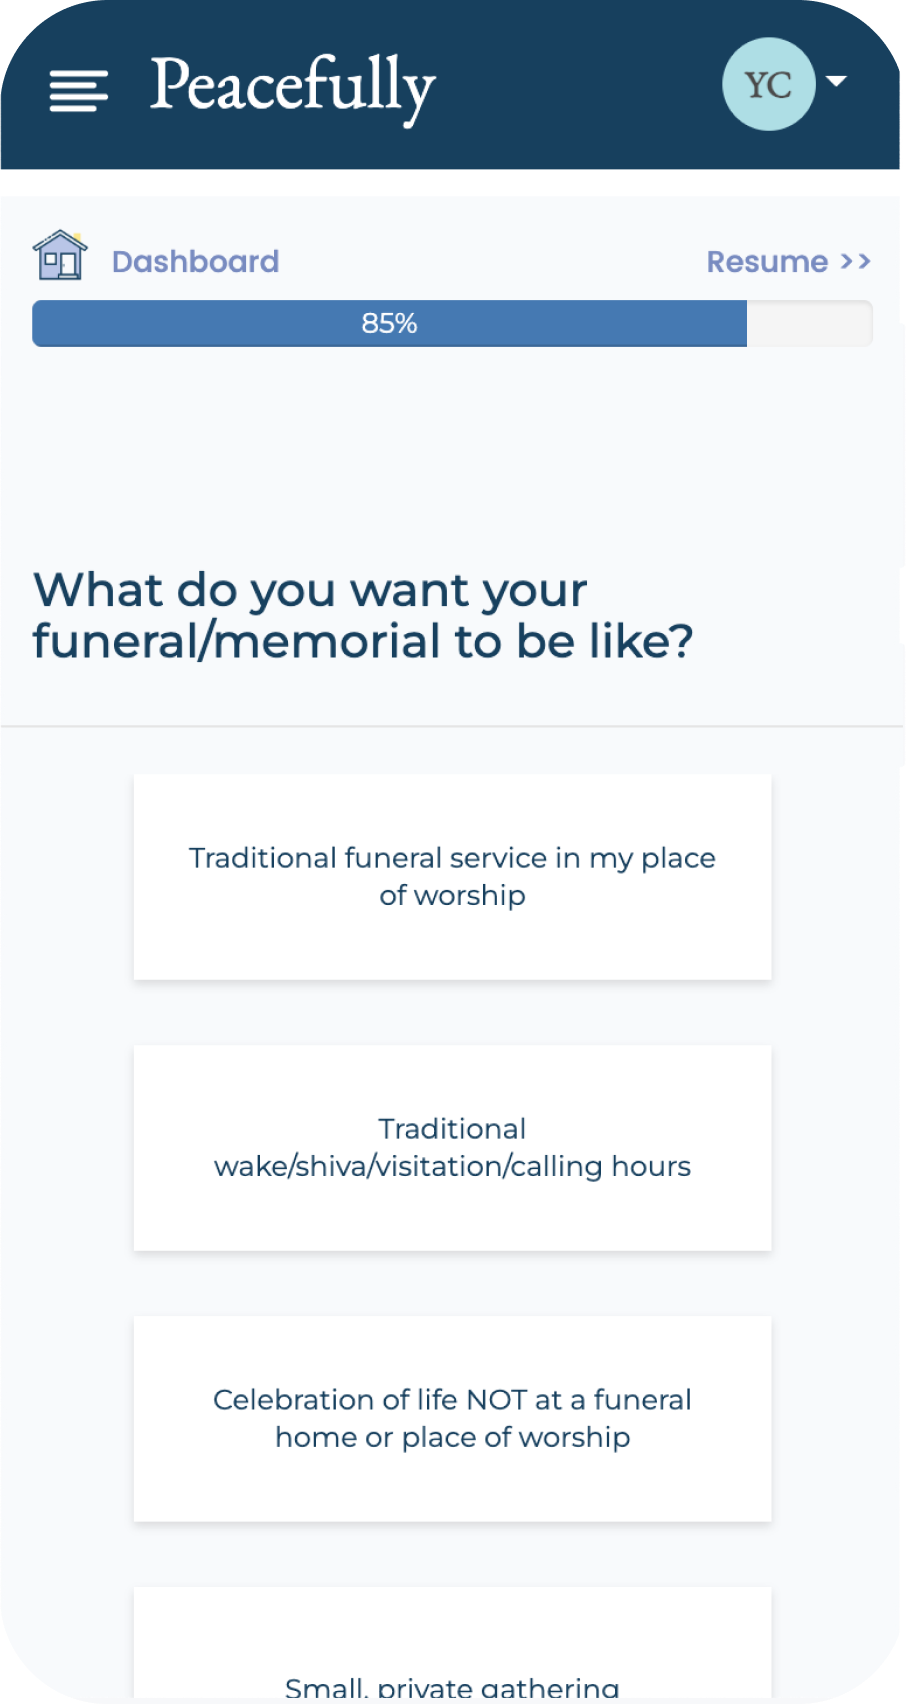 Peacefully
YC
Dashboard
Resume >>
85%
What do you want your
funeral/memorial to be like?
Traditional funeral service in my place
of worship
Traditional
wake/shiva/visitation/calling hours
Celebration of life NOT at a funeral
home or place of worship
Small, private gathering